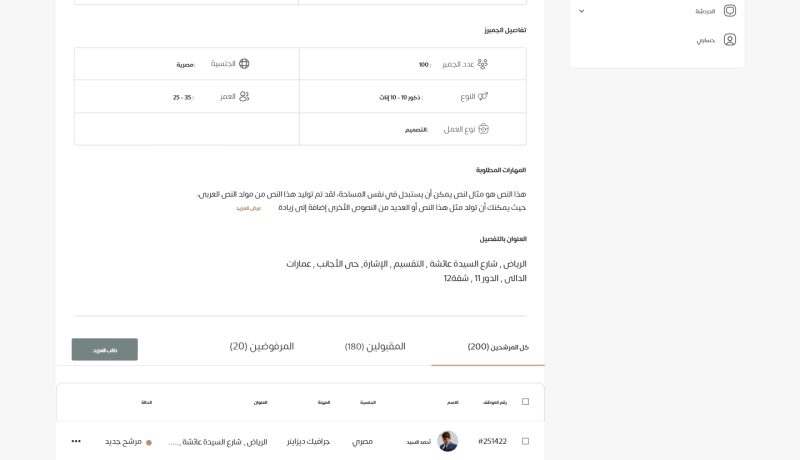 الدردشة
حسابي
تفاصيل الجمبرز
عدد الجمبرز : 100
الجنسية :مصرية
النوع : ذكور 10 - 10 إناث
العمر : 35 - 25
نوع العمل :التصميم
المهارات المطلوبة
هذا النص هو مثال لنص يمكن أن يستبدل في نفس المساحة، لقد تم توليد هذا النص من مولد النص العربى،
حيث يمكنك أن تولد مثل هذا النص أو العديد من النصوص الأخرى إضافة إلى زيادة عرض المزيد
العنوان بالتفصيل
الرياض , شارع السيدة عائشة , التقسيم , الإشارة, حى الأجانب , عمارات
الدالى , الدور 11 , شقة12
كل المرشحين (200) المقبولين (180) المرفوضين (20) طلب المزيد
رقم الموظف الاسم الجنسية المهنة العنوان الحالة
#251422 أحمد السيد مصري جرافيك ديزاينر الرياض , شارع السيدة عائشة ,...... مرشح جديد